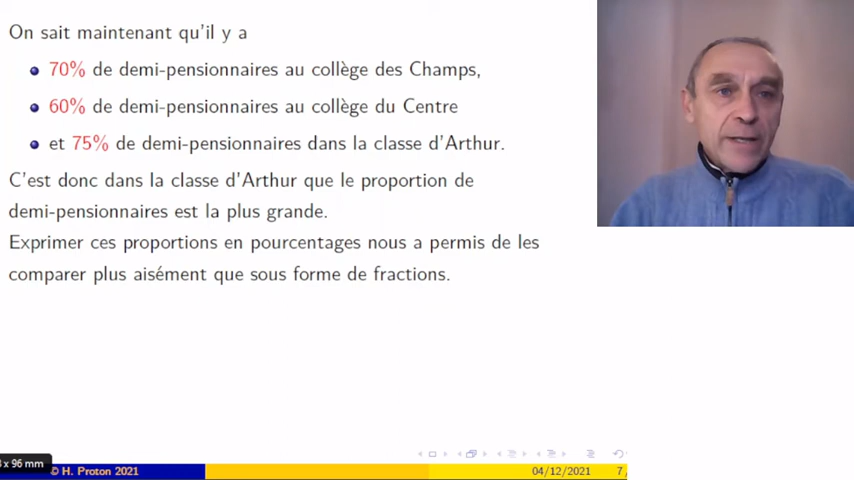 On sait maintenant qu'il y a
70% de demi-pensionnaires au collège des Champs,
60% de demi-pensionnaires au collège du Centre
et 75% de demi-pensionnaires dans la classe d'Arthur.
C'est donc dans la classe d'Arthur que le proportion de
demi-pensionnaires est la plus grande.
Exprimer ces proportions en pourcentages nous a permis de les
comparer plus aisément que sous forme de fractions.
x 96 mm
© H. Proton 2021
04/12/2021
7/